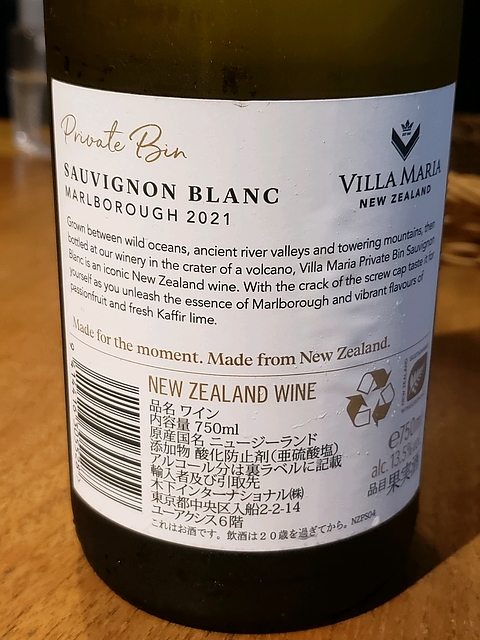 Private Bin
SAUVIGNON BLANC
MARLBOROUGH 2021
VILLA MARIA
NEW ZEALAND
Grown between wild oceans, ancient river valleys and towering mountains, then
bottled at our winery in the crater of a volcano, Villa Maria Private Bin Sauvignon
Blanc is an iconic New Zealand wine. With the crack of the screw cap taste it for
yourself as you unleash the essence of Marlborough and vibrant flavours of
passionfruit and fresh Kaffir lime.
Made for the moment. Made from New Zealand.
NEW ZEALAND WINE
品名 ワイン
内容量 750ml
原産国名 ニュージーランド
添加物 酸化防止剤(亜硫酸塩)
アルコール分は裏ラベルに記載
輸入者及び引取先
木下インターナショナル㈱
東京都中央区入船2-2-14
ユーアクシス6階
これはお酒です。飲酒は20歳を過ぎてから。 NZPS04
e750ml
alc.13.5%
品目 果実酒